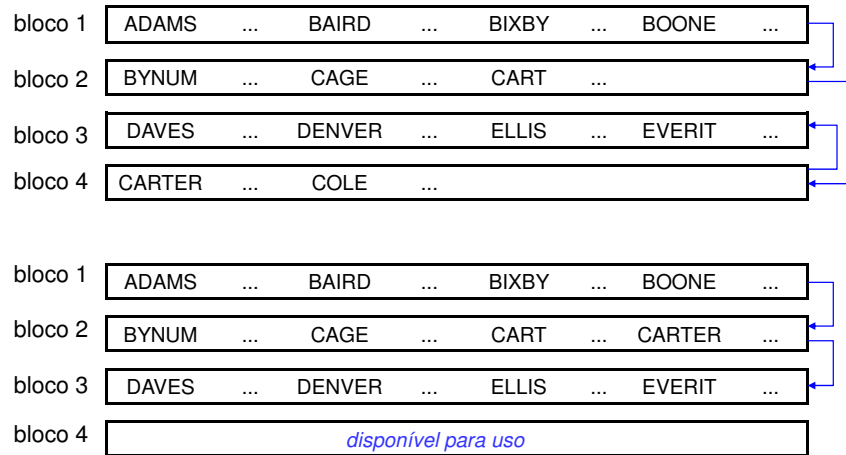 bloco 1 ADAMS ... BAIRD ... BIXBY ... BOONE ...
bloco 2 BYNUM ... CAGE ... CART ...
bloco 3 DAVES ... DENVER ... ELLIS ... EVERIT ...
bloco 4 CARTER ... COLE ...
bloco 1 ADAMS ... BAIRD ... BIXBY ... BOONE ...
bloco 2 BYNUM ... CAGE ... CART ... CARTER ...
bloco 3 DAVES ... DENVER ... ELLIS ... EVERIT ...
bloco 4 disponível para uso